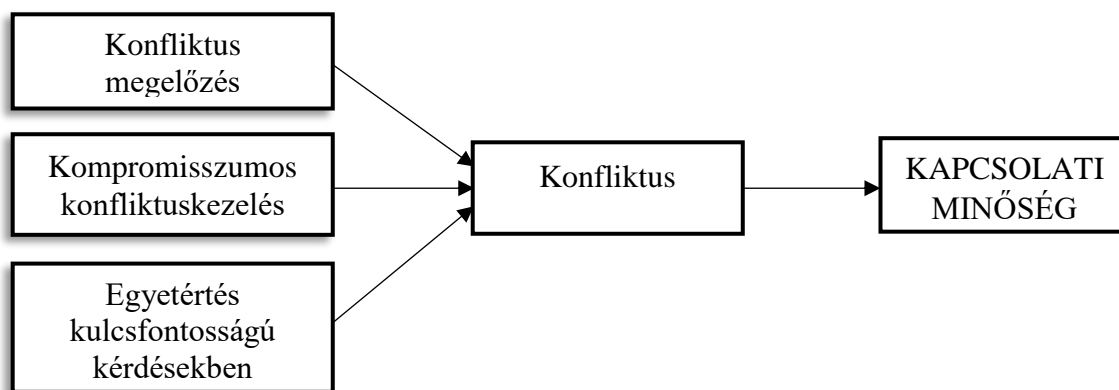 Konfliktus
megelőzés
Kompromisszumos
konfliktuskezelés
Egyetértés
kulcsfontosságú
kérdésekben
Konfliktus
KAPCSOLATI
MINŐSÉG